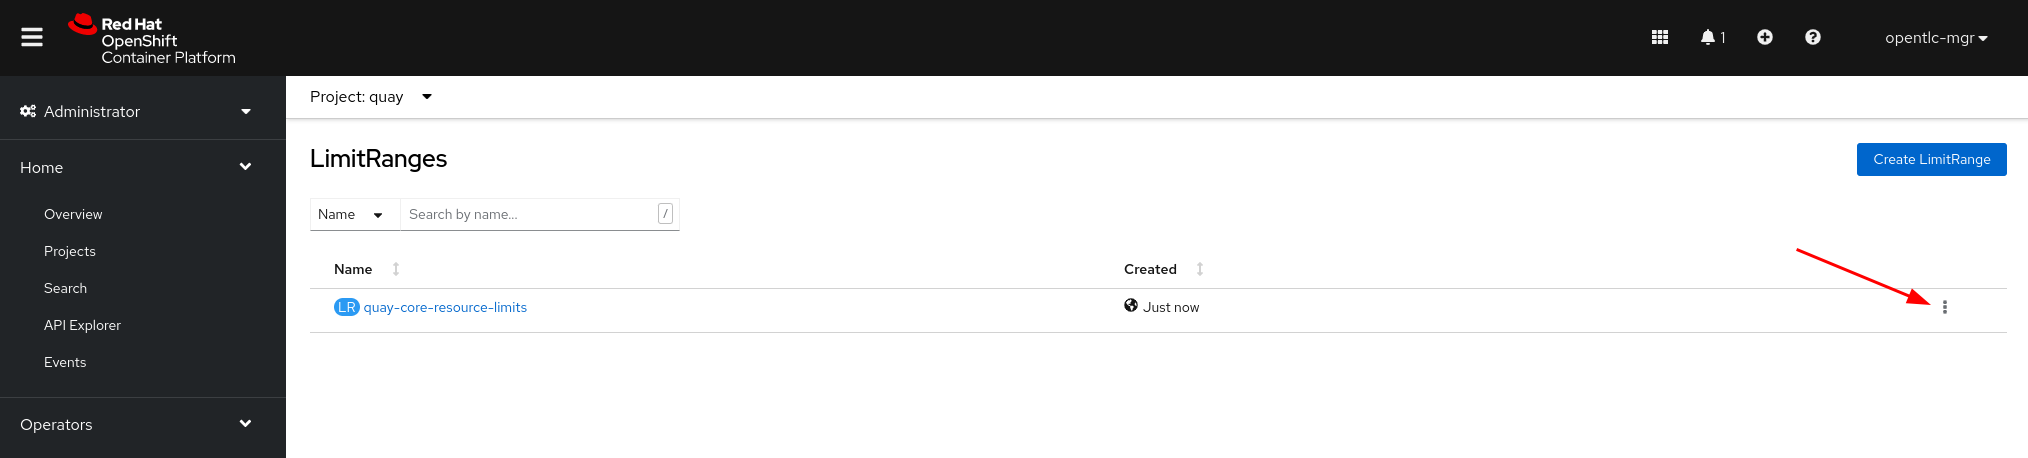 Red Hat
OpenShift
Container Platform
1
opentlc-mgr
Administrator
Home
Overview
Projects
Search
API Explorer
Events
Operators
Project: quay
LimitRanges
Create LimitRange
Name Search by name... /
Name Created
LR quay-core-resource-limits Just now